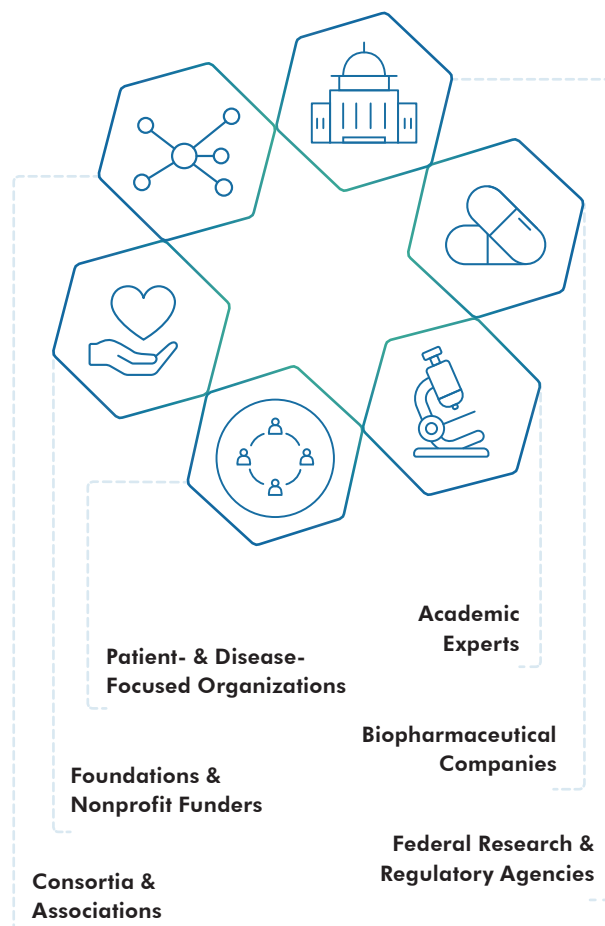 Academic
Experts
Patient- & Disease-
Focused Organizations
Biopharmaceutical
Companies
Foundations &
Nonprofit Funders
Federal Research &
Regulatory Agencies
Consortia &
Associations